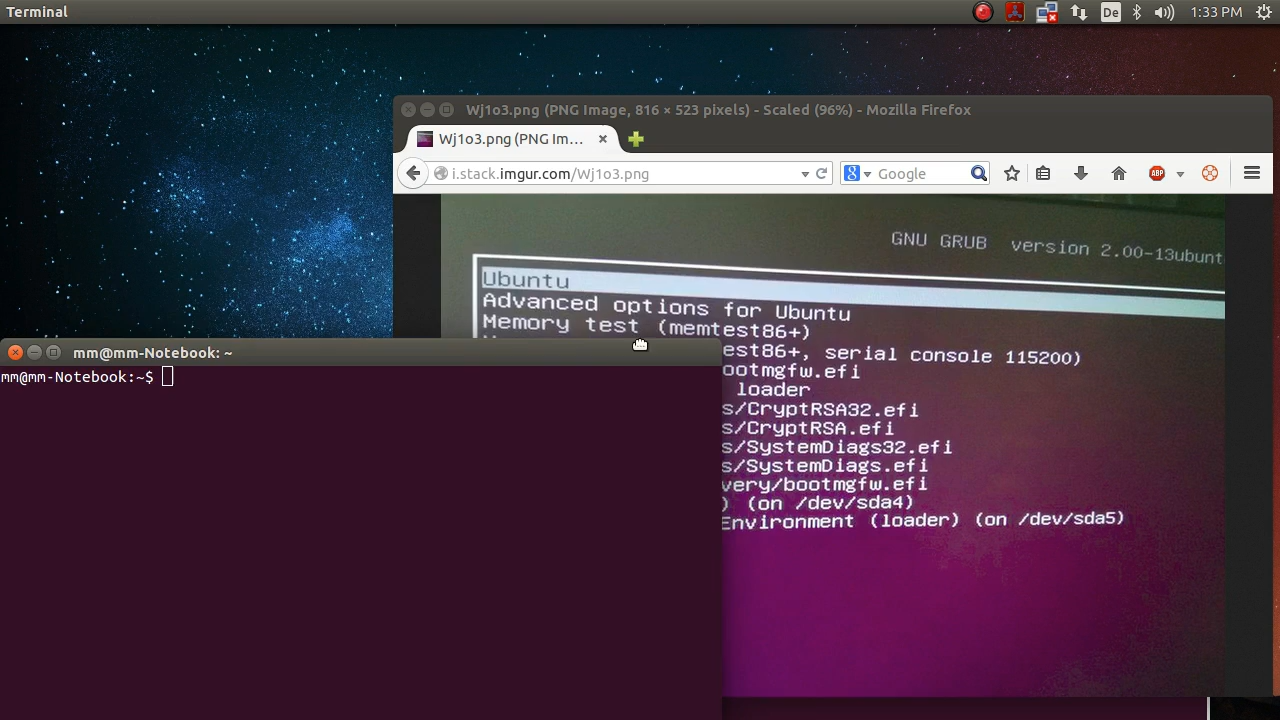 Terminal
De
1:33 PM
Wj1o3.png (PNG Image, 816 × 523 pixels) - Scaled (96%) - Mozilla Firefox
Wj1o3.png (PNG Im...
i.stack.imgur.com/Wj1o3.png
8
Google
ABP
GNU GRUB version 2.00-13ubunt
Ubuntu
Advanced options for Ubuntu
Memory test (memtest86+)
est86+, serial console 115200)
ootmgfw.efi
loader
s/CryptRSA32.efi
s/CryptRSA.efi
s/SystemDiags32.efi
s/SystemDiags.efi
very/bootmgfw.efi
) (on /dev/sda4)
Environment (loader) (on /dev/sda5)
mm@mm-Notebook: ~
mm@mm-Notebook:~$